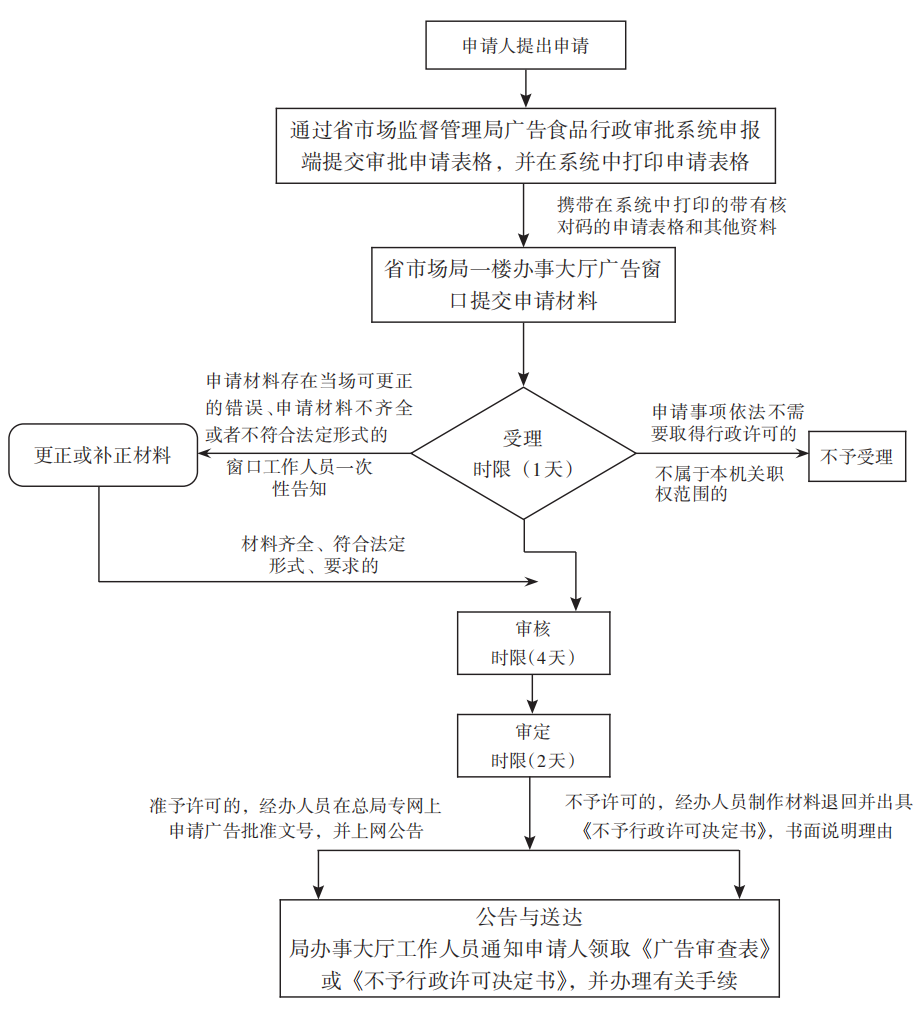 申请人提出申请
通过省市场监督管理局广告食品行政审批系统申报
端提交审批申请表格，并在系统中打印申请表格
携带在系统中打印的带有核
对码的申请表格和其他资料
省市场局一楼办事大厅广告窗
口提交申请材料
申请材料存在当场可更正
的错误、申请材料不齐全
或者不符合法定形式的
窗口工作人员一次
性告知
更正或补正材料
受理
时限（1天）
申请事项依法不需
要取得行政许可的
不属于本机关职
权范围的
不予受理
材料齐全、符合法定
形式、要求的
审核
时限（4天）
审定
时限（2天）
准予许可的，经办人员在总局专网上
申请广告批准文号，并上网公告
不予许可的，经办人员制作材料退回并出具
《不予行政许可决定书》，书面说明理由
公告与送达
局办事大厅工作人员通知申请人领取《广告审查表》
或《不予行政许可决定书》，并办理有关手续